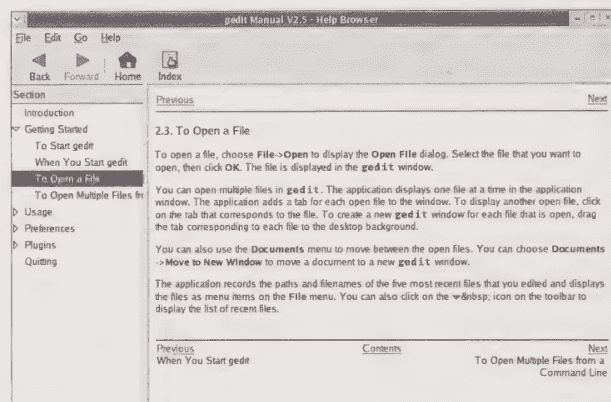 gedit Manual V2.5 - Help Browser
File Edit Go Help
Back Forward Home Index
Section
Introduction
Getting Started
To Start gedit
When You Start gedit
To Open a File
To Open Multiple Files fr
Usage
Preferences
Plugins
Quitting
Previous Next
2.3. To Open a File
To open a file, choose File->Open to display the Open File dialog. Select the file that you want to
open, then click OK. The file is displayed in the gedit window.
You can open multiple files in gedit. The application displays one file at a time in the application
window. The application adds a tab for each open file to the window. To display another open file, click
on the tab that corresponds to the file. To create a new gedit window for each file that is open, drag
the tab corresponding to each file to the desktop background.
You can also use the Documents menu to move between the open files. You can choose Documents
->Move to New Window to move a document to a new gedit window.
The application records the paths and filenames of the five most recent files that you edited and displays
the files as menu items on the File menu. You can also click on the &nbsp; icon on the toolbar to
display the list of recent files.
Previous Contents Next
When You Start gedit To Open Multiple Files from a
Command Line